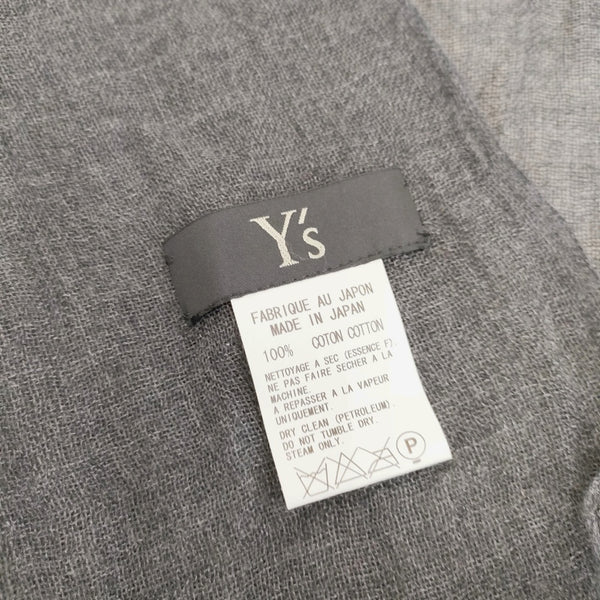 Y's
FABRIQUE AU JAPON
MADE IN JAPAN
100% COTON COTTON
NETTOYAGE A SEC (ESSENCE F).
NE PAS FAIRE SECHER A LA
MACHINE.
A REPASSER A LA VAPEUR
UNIQUEMENT.
DRY CLEAN (PETROLEUM).
DO NOT TUMBLE DRY.
STEAM ONLY.
P